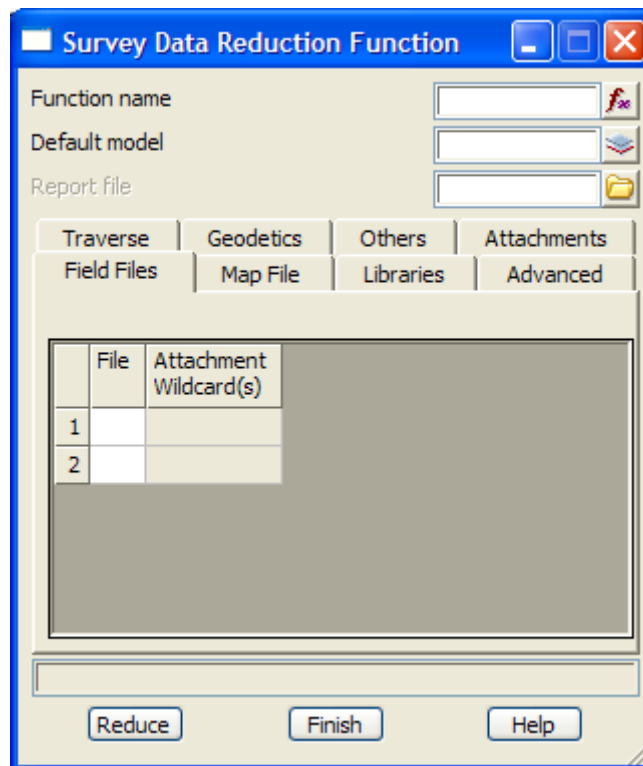 Survey Data Reduction Function
Function name
Default model
Report file
Traverse Geodetics Others Attachments
Field Files Map File Libraries Advanced
File Attachment
Wildcard(s)
1
2
Reduce Finish Help